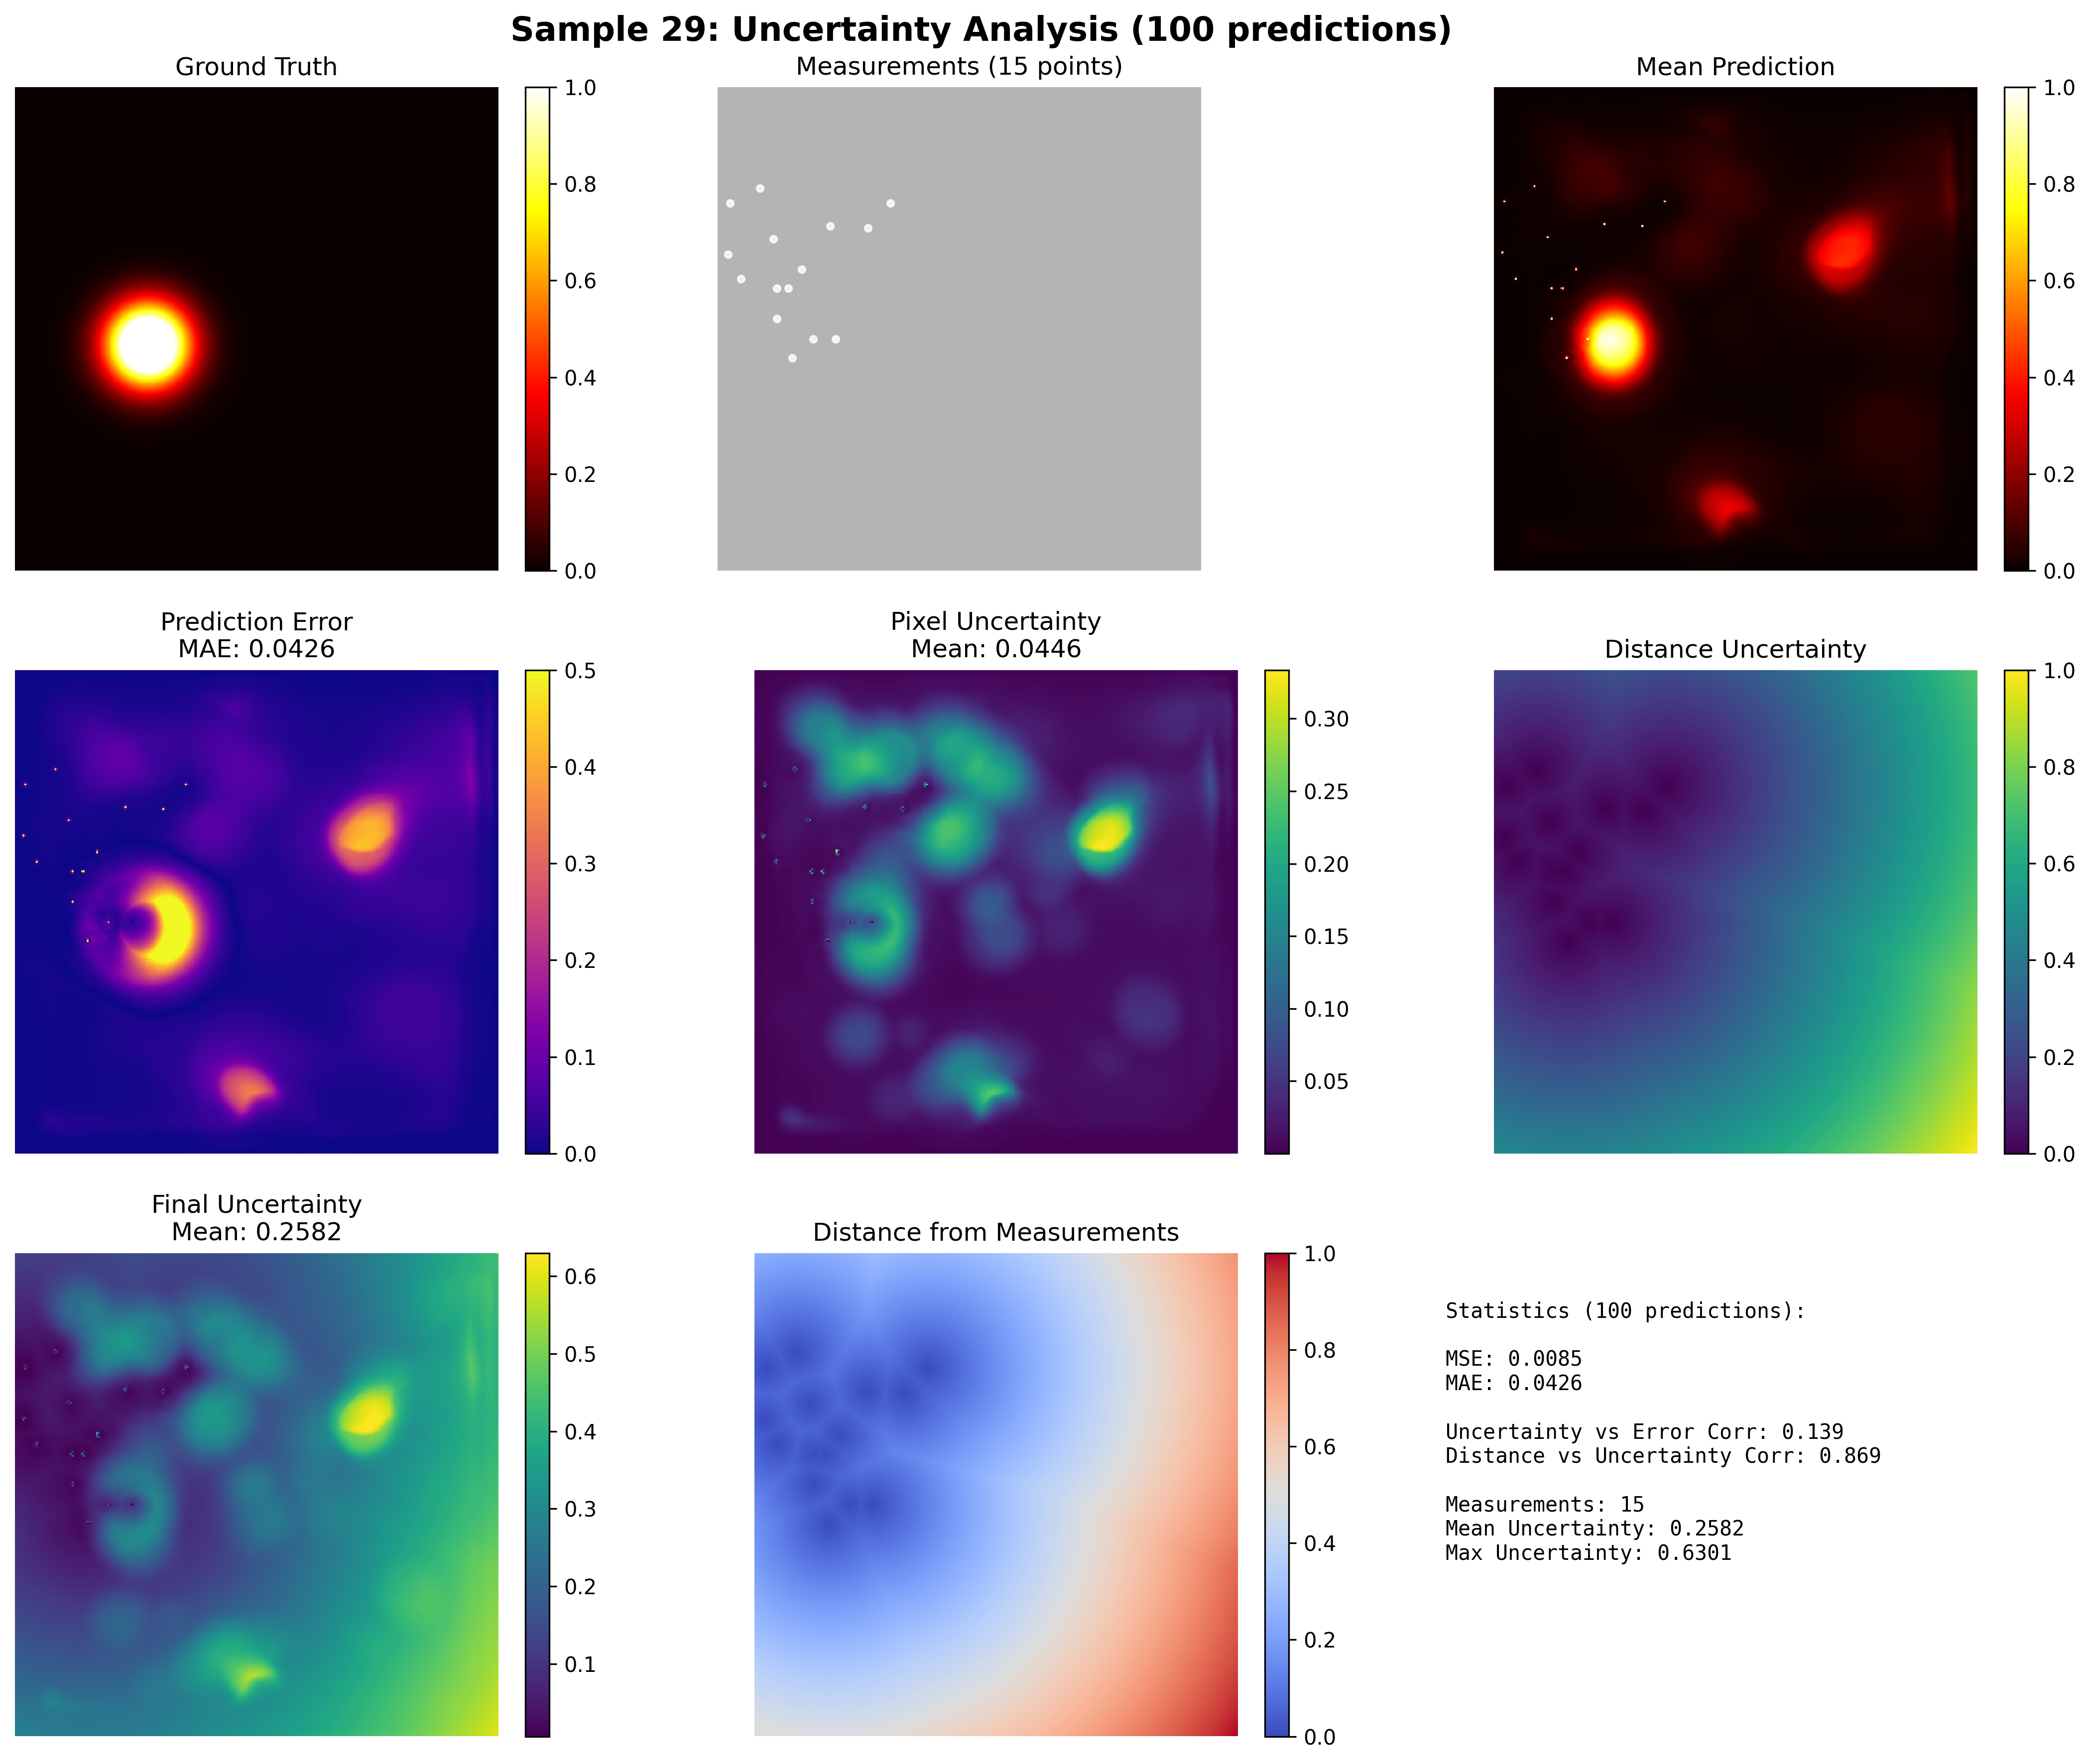 Sample 29: Uncertainty Analysis (100 predictions)
Ground Truth
1.0
0.8
0.6
0.4
0.2
0.0
Measurements (15 points)
Mean Prediction
1.0
0.8
0.6
0.4
0.2
0.0
Prediction Error
MAE: 0.0426
0.5
0.4
0.3
0.2
0.1
0.0
Pixel Uncertainty
Mean: 0.0446
0.30
0.25
0.20
0.15
0.10
0.05
Distance Uncertainty
1.0
0.8
0.6
0.4
0.2
0.0
Final Uncertainty
Mean: 0.2582
0.6
0.5
0.4
0.3
0.2
0.1
Distance from Measurements
1.0
0.8
0.6
0.4
0.2
0.0
Statistics (100 predictions):
MSE: 0.0085
MAE: 0.0426
Uncertainty vs Error Corr: 0.139
Distance vs Uncertainty Corr: 0.869
Measurements: 15
Mean Uncertainty: 0.2582
Max Uncertainty: 0.6301